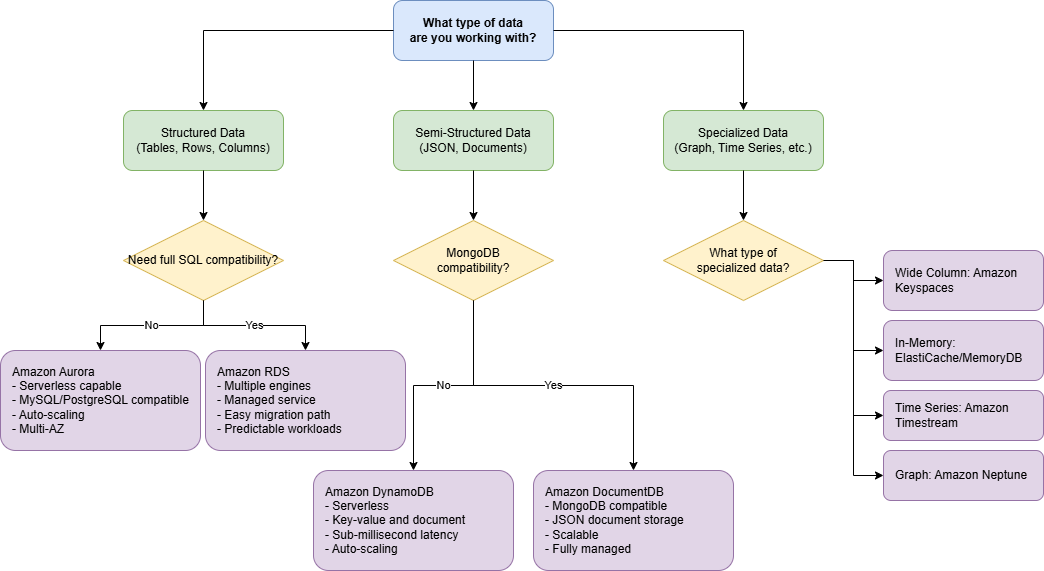 What type of data
are you working with?
Structured Data
(Tables, Rows, Columns)
Semi-Structured Data
(JSON, Documents)
Specialized Data
(Graph, Time Series, etc.)
Need full SQL compatibility?
MongoDB
compatibility?
What type of
specialized data?
Wide Column: Amazon
Keyspaces
In-Memory:
ElastiCache/MemoryDB
Time Series: Amazon
Timestream
Graph: Amazon Neptune
No
Yes
Amazon Aurora
- Serverless capable
- MySQL/PostgreSQL compatible
- Auto-scaling
- Multi-AZ
Amazon RDS
- Multiple engines
- Managed service
- Easy migration path
- Predictable workloads
No
Yes
Amazon DynamoDB
- Serverless
- Key-value and document
- Sub-millisecond latency
- Auto-scaling
Amazon DocumentDB
- MongoDB compatible
- JSON document storage
- Scalable
- Fully managed